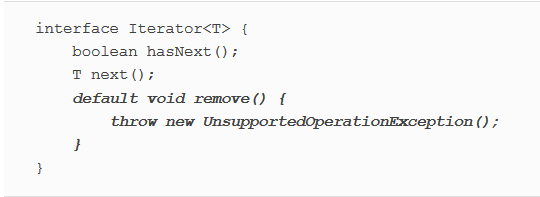 interface Iterator<T> {
    boolean hasNext();
    T next();
    default void remove() {
        throw new UnsupportedOperationException();
    }
}